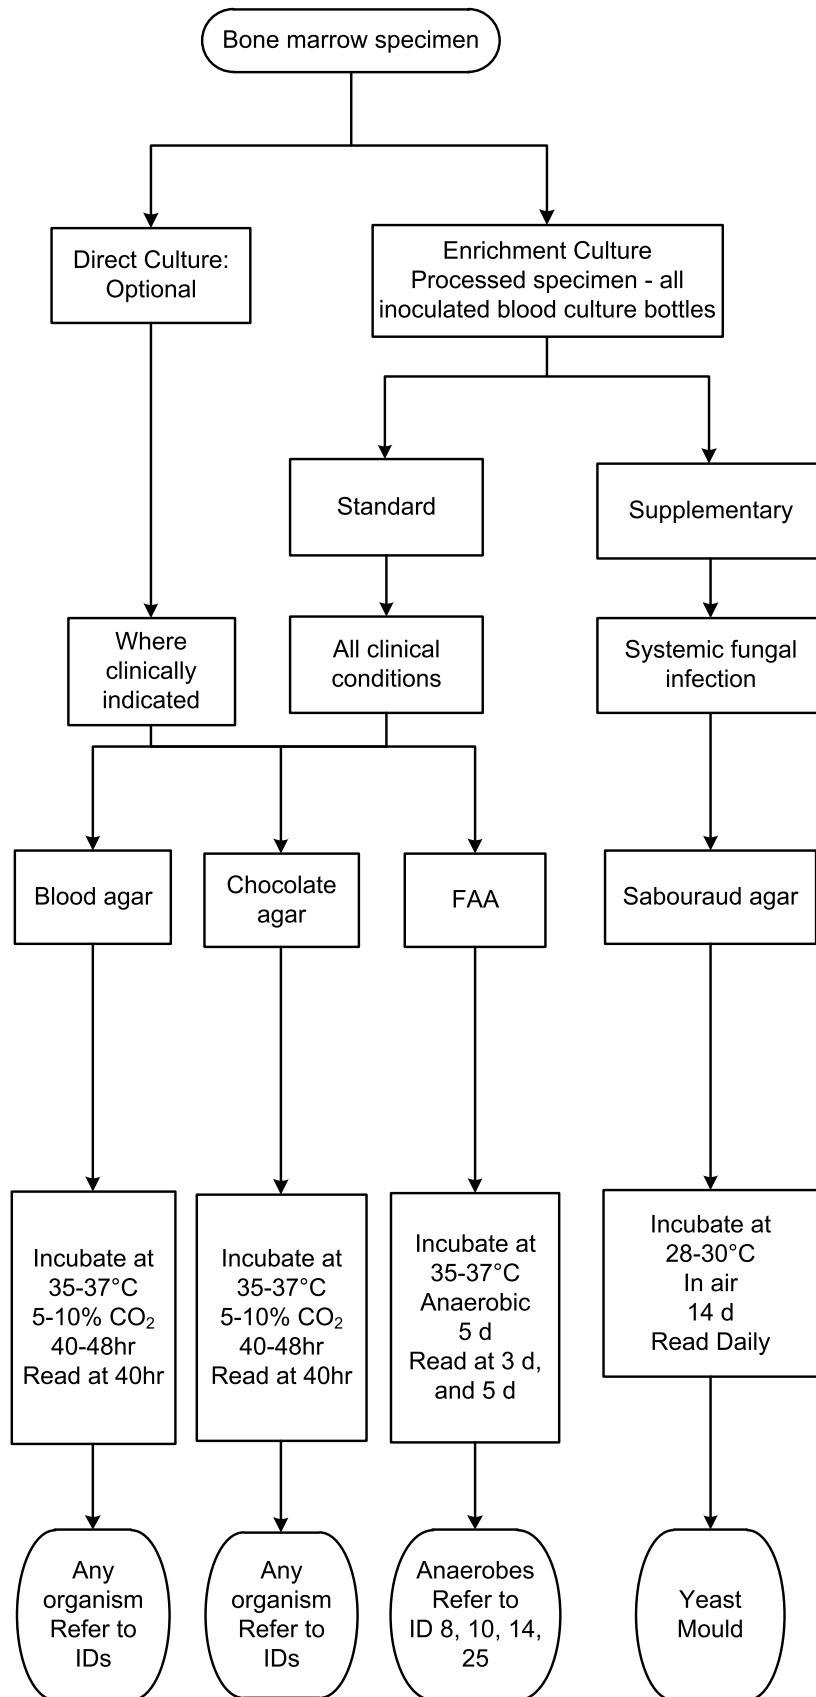 Bone marrow specimen
Direct Culture:
Optional
Enrichment Culture
Processed specimen - all
inoculated blood culture bottles
Standard
Supplementary
Where
clinically
indicated
All clinical
conditions
Systemic fungal
infection
Blood agar
Chocolate
agar
FAA
Sabouraud agar
Incubate at
35-37°C
5-10% CO₂
40-48hr
Read at 40hr
Incubate at
35-37°C
5-10% CO₂
40-48hr
Read at 40hr
Incubate at
35-37°C
Anaerobic
5 d
Read at 3 d,
and 5 d
Incubate at
28-30°C
In air
14 d
Read Daily
Any
organism
Refer to
IDs
Any
organism
Refer to
IDs
Anaerobes
Refer to
ID 8, 10, 14,
25
Yeast
Mould